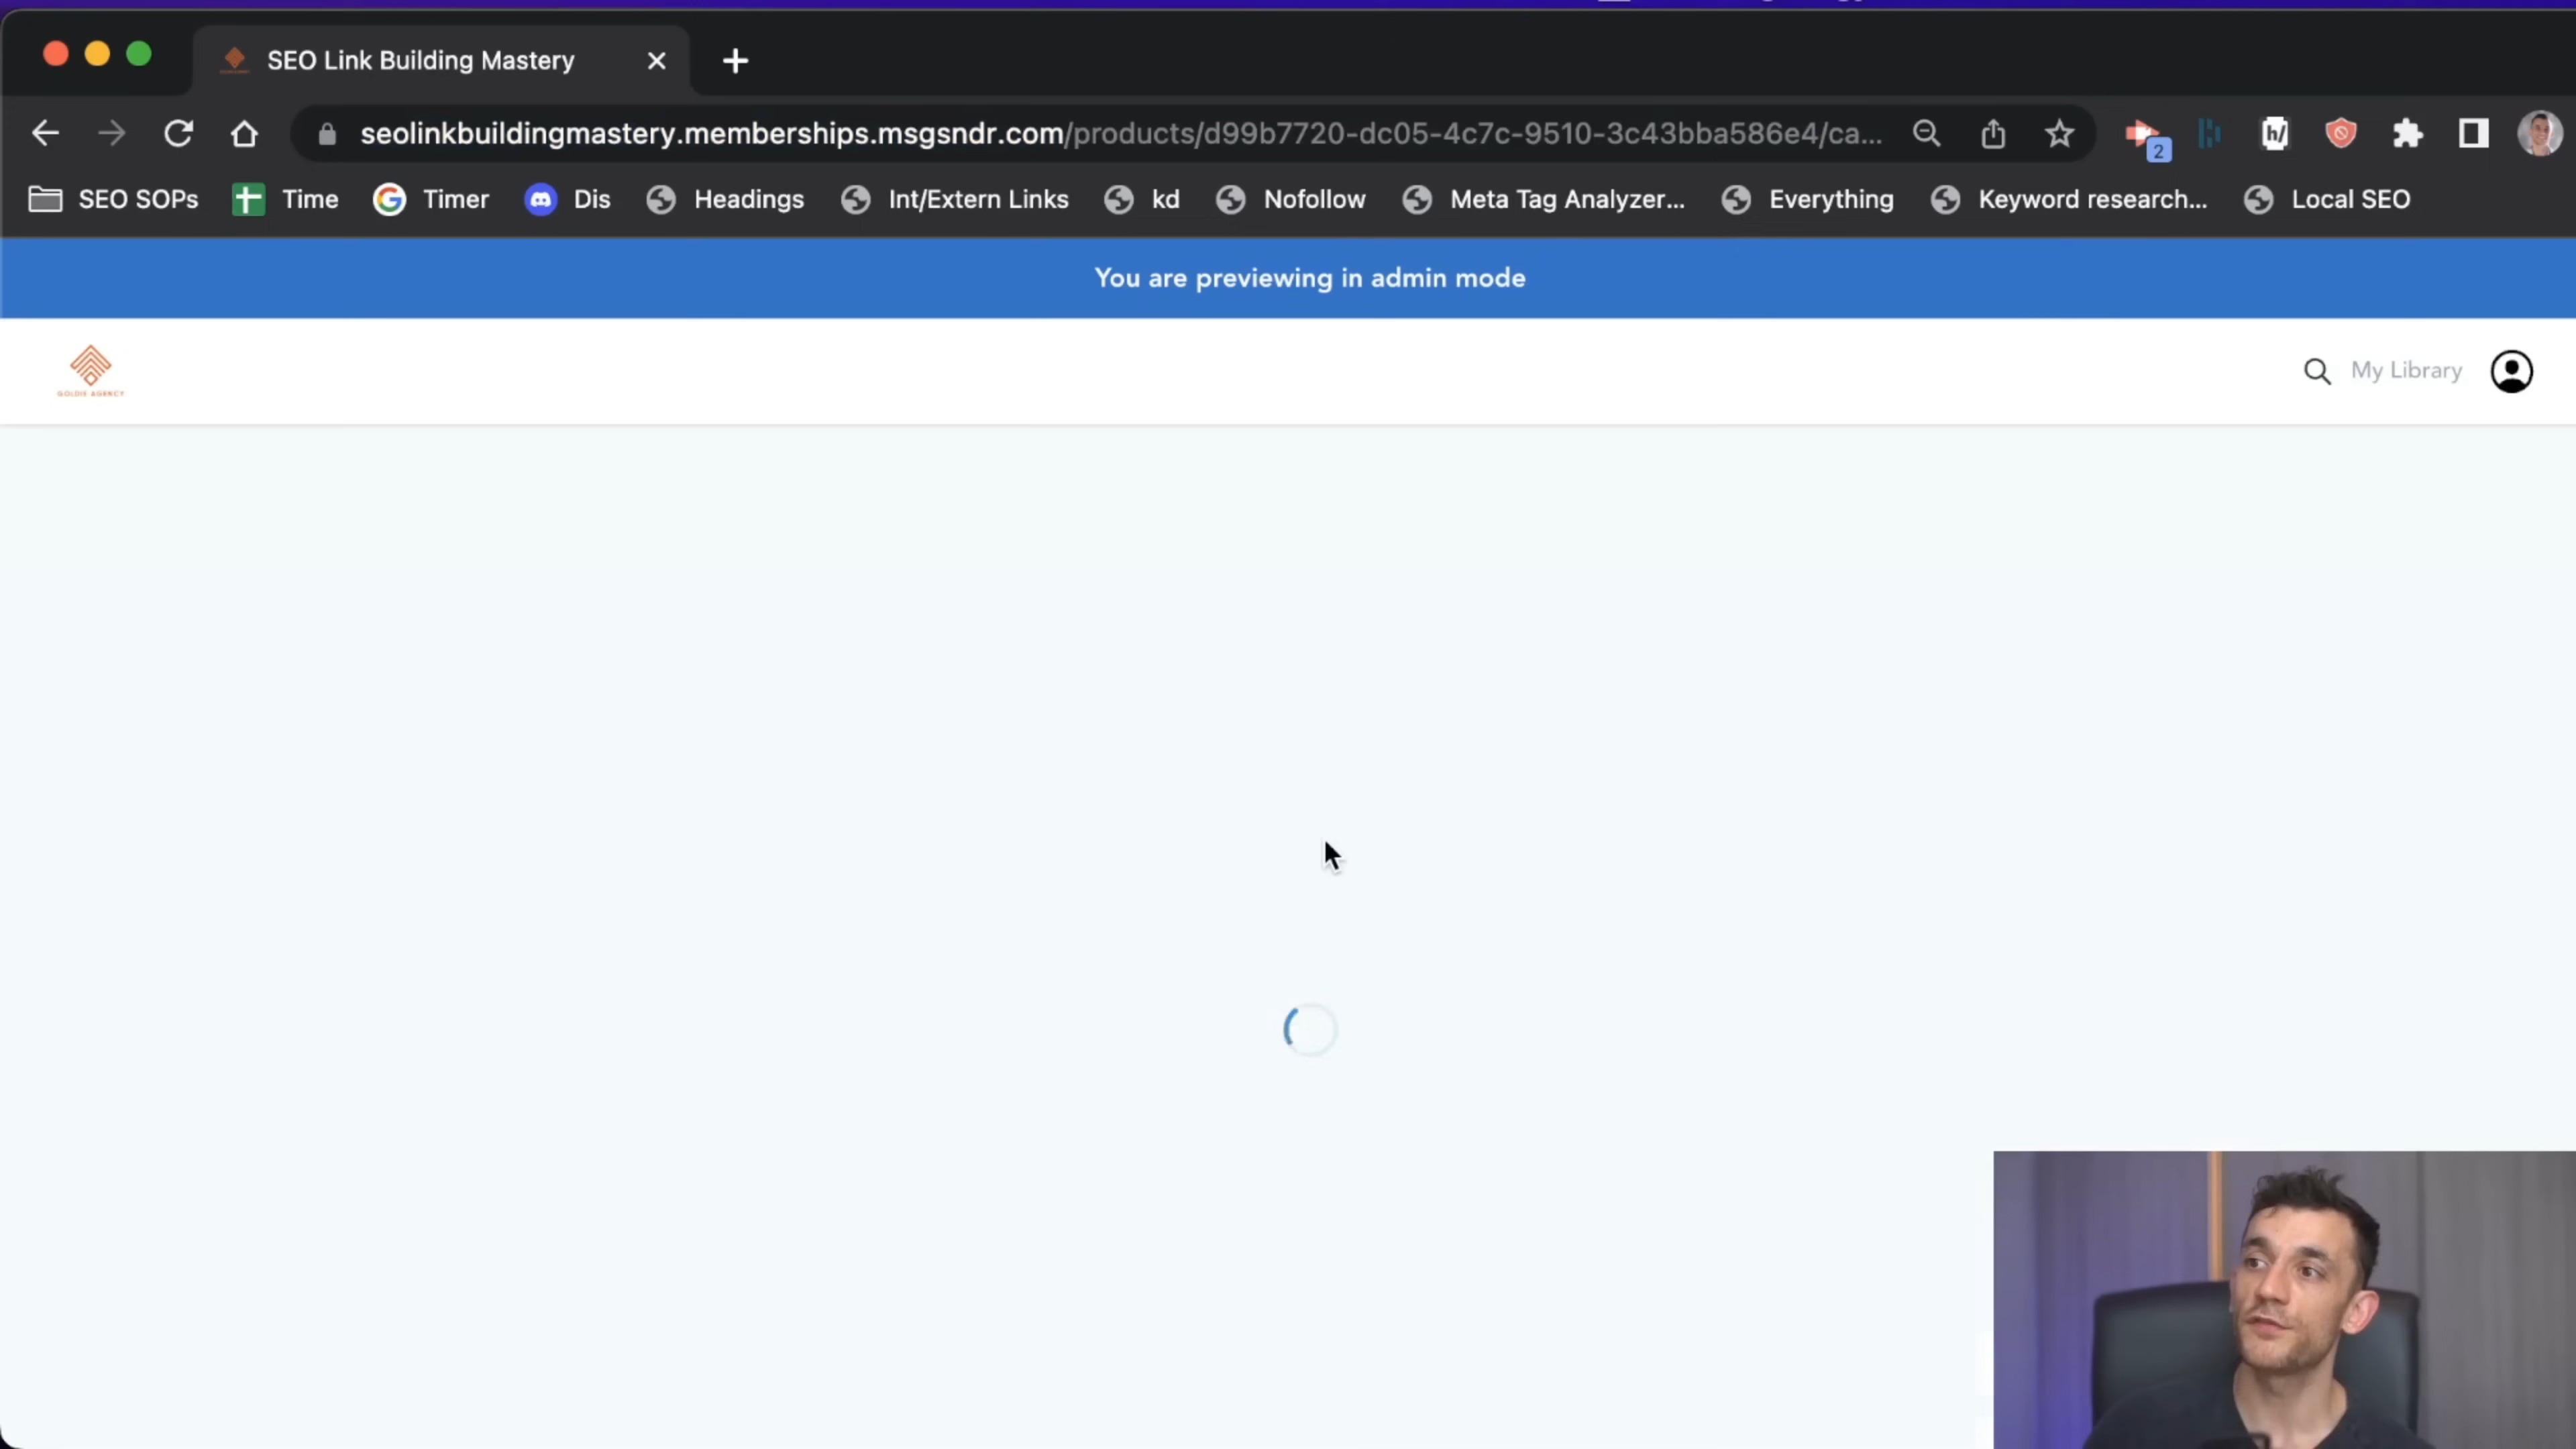 SEO Link Building Mastery
seolinkbuildingmastery.memberships.msgsndr.com/products/d99b7720-dc05-4c7c-9510-3c43bba586e4/ca...
h/
2
SEO SOPs Time Timer Dis Headings Int/Extern Links kd Nofollow Meta Tag Analyzer... Everything Keyword research... Local SEO
You are previewing in admin mode
GOLDIE AGENCY
My Library